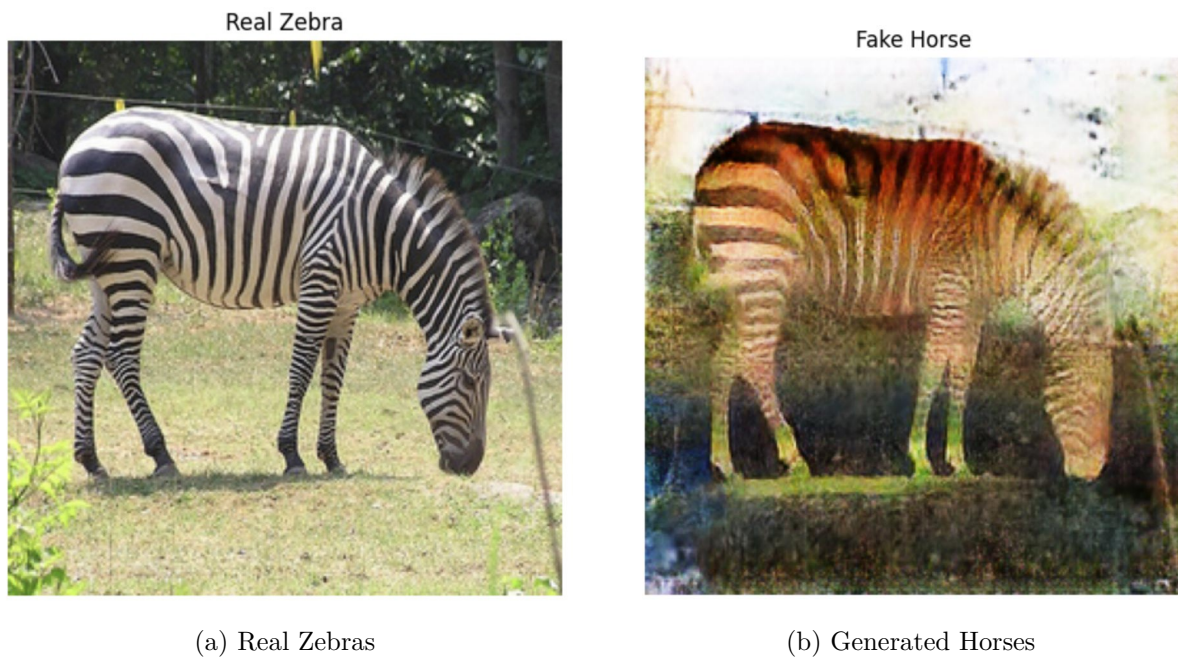 Real Zebra
Fake Horse
(a) Real Zebras
(b) Generated Horses